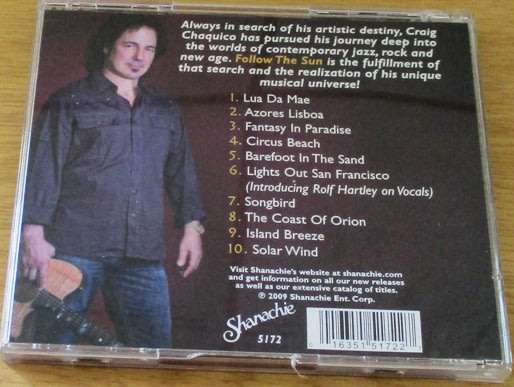 Always in search of his artistic destiny, Craig
Chaquico has pursued his journey deep into
the worlds of contemporary jazz, rock and
new age. Follow The Sun is the fulfillment of
that search and the realization of his unique
musical universe!
1. Lua Da Mae
2. Azores Lisboa
3. Fantasy In Paradise
4. Circus Beach
5. Barefoot In The Sand
6. Lights Out San Francisco
(Introducing Rolf Hartley on Vocals)
7. Songbird
8. The Coast Of Orion
9. Island Breeze
10. Solar Wind
Visit Shanachie's website at shanachie.com
and get information on all our new releases
as well as our extensive catalog of titles.
℗ 2009 Shanachie Ent. Corp.
Shanachie
5172
0 16351 51722